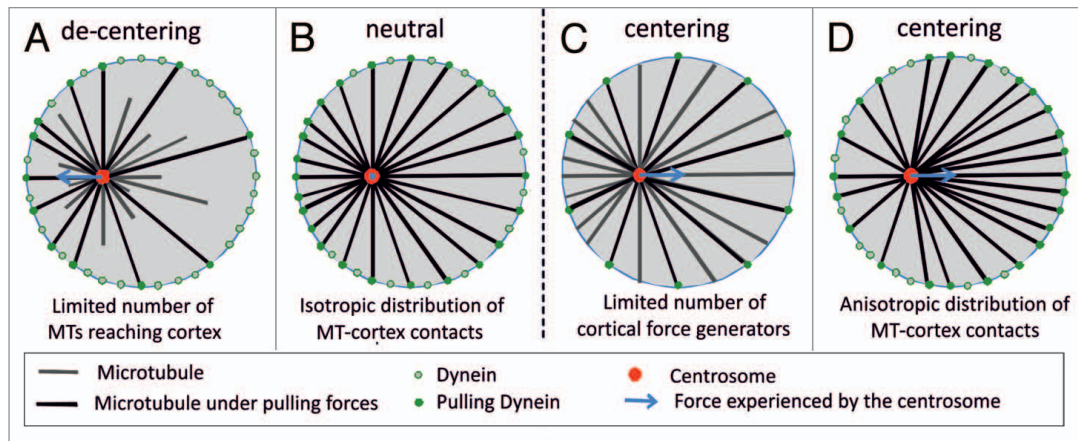 A
de-centering
Limited number of
MTs reaching cortex
B
neutral
Isotropic distribution of
MT-cortex contacts
C
centering
Limited number of
cortical force generators
D
centering
Anisotropic distribution of
MT-cortex contacts
Microtubule
Microtubule under pulling forces
Dynein
Pulling Dynein
Centrosome
Force experienced by the centrosome